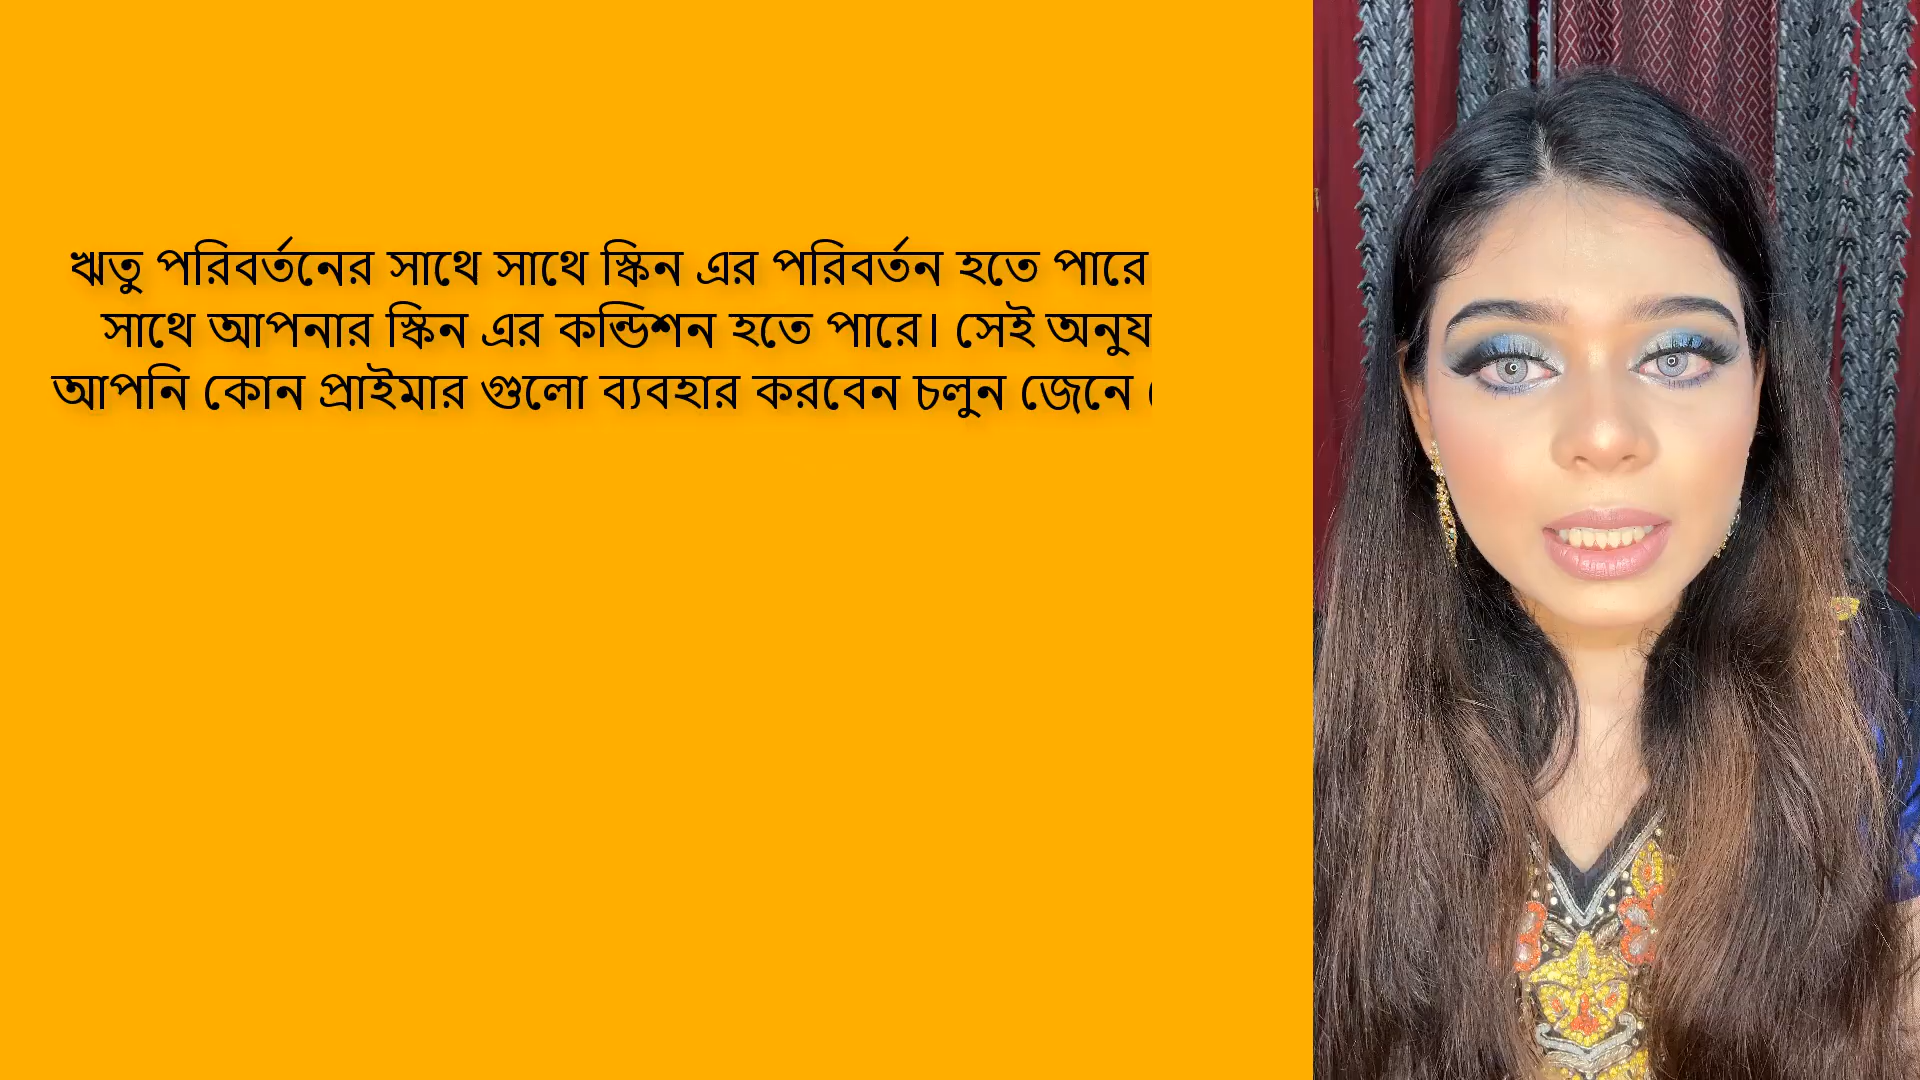 ঋতু পরিবর্তনের সাথে সাথে স্কিন এর পরিবর্তন হতে পারে
সাথে আপনার স্কিন এর কন্ডিশন হতে পারে। সেই
আপনি কোন প্রাইমার গুলো ব্যবহার করবেন চলুন জেনে